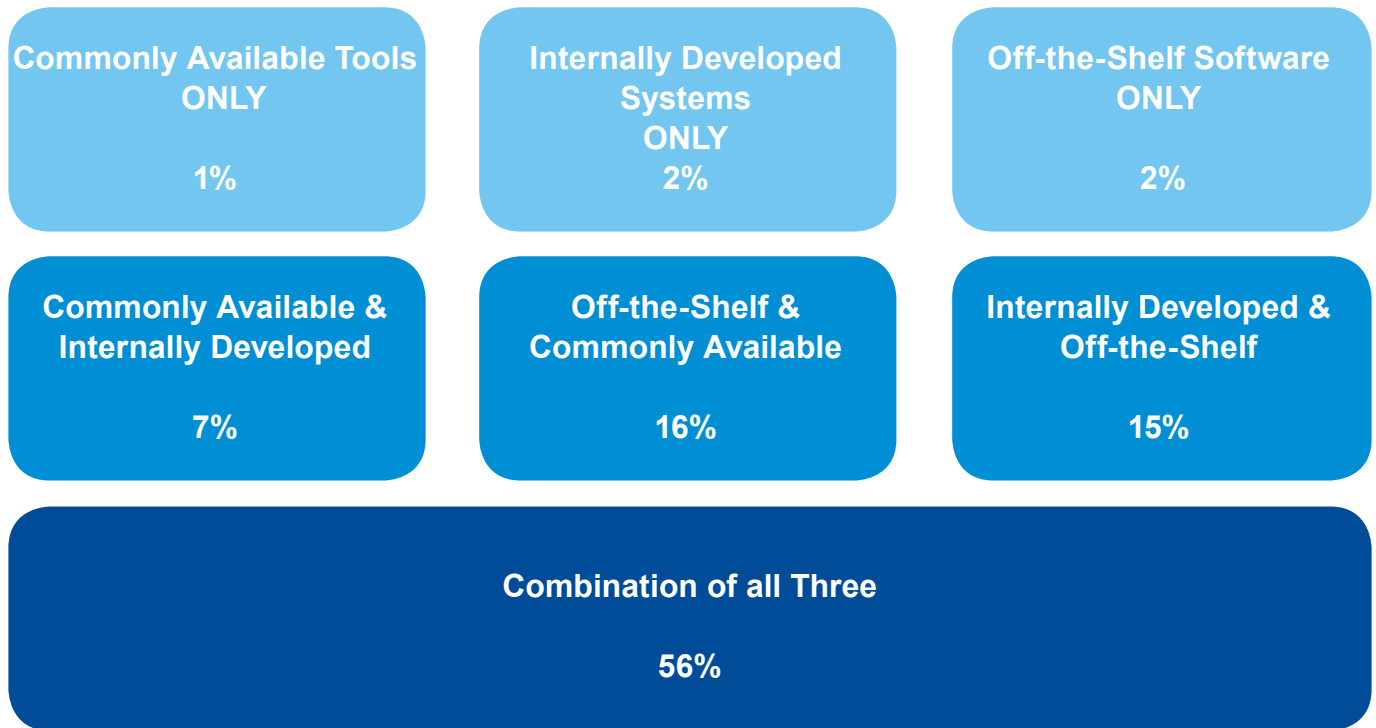 Commonly Available Tools
ONLY
1%
Internally Developed
Systems
ONLY
2%
Off-the-Shelf Software
ONLY
2%
Commonly Available &
Internally Developed
7%
Off-the-Shelf &
Commonly Available
16%
Internally Developed &
Off-the-Shelf
15%
Combination of all Three
56%